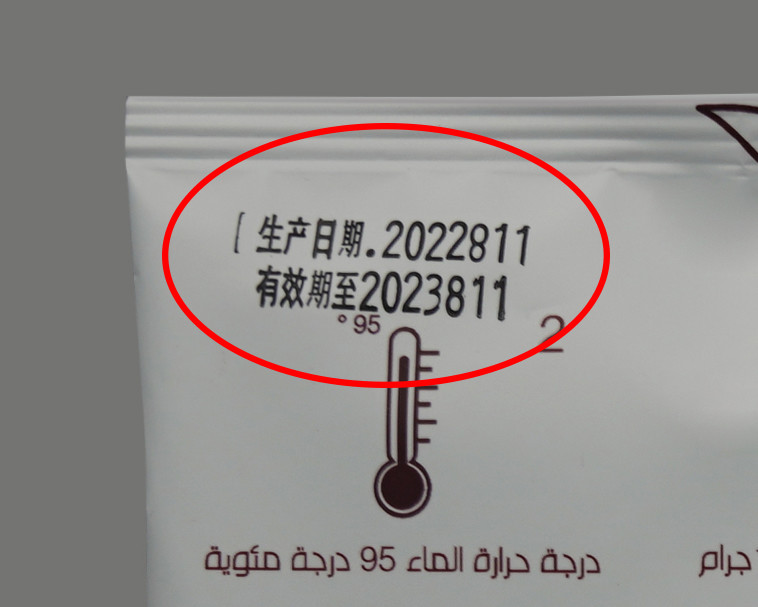 [ 生产日期.2022811
有效期至2023811
° 95
2
درجة حرارة الماء 95 درجة مئوية
جرام